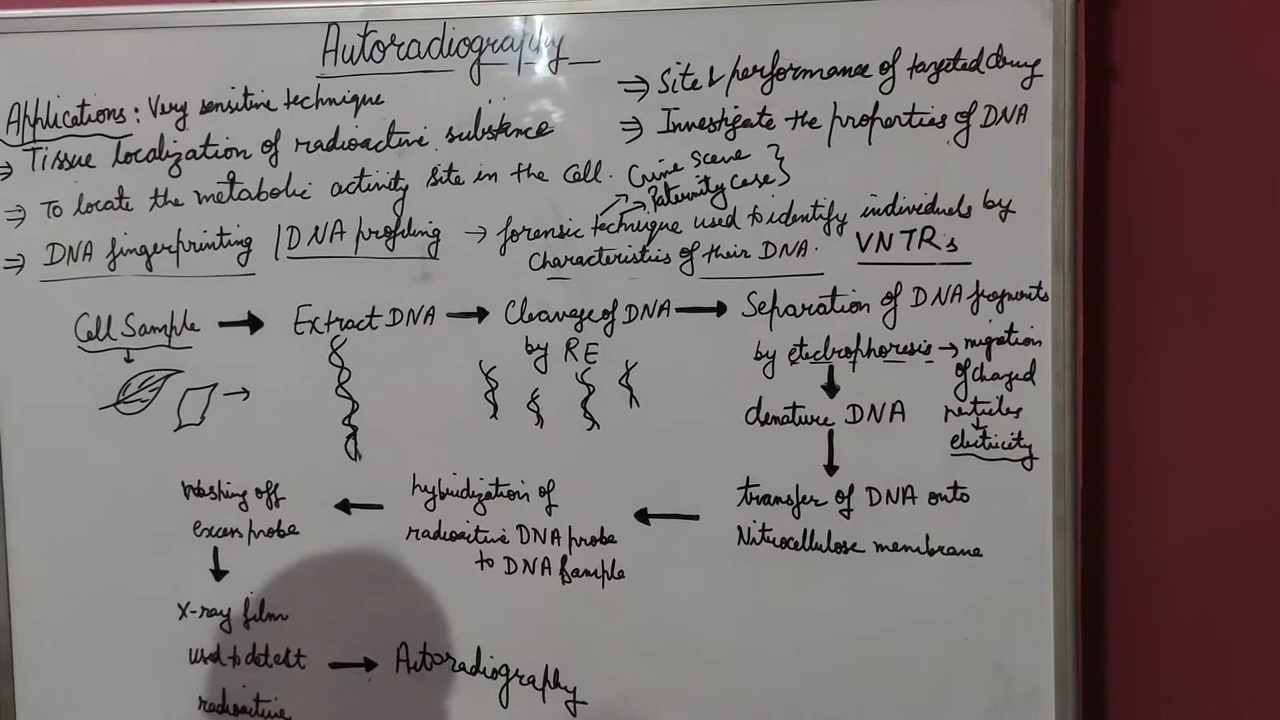 Autoradiography
Applications: Very sensitive technique
⇒ Tissue localization of radioactive substance
⇒ To locate the metabolic activity site in the cell.
⇒ DNA fingerprinting / DNA profiling → forensic technique used to identify individuals by
characteristics of their DNA. VNTRs
Crime Scene
Paternity Case
⇒ Site & performance of targeted drug
⇒ Investigate the properties of DNA
Cell Sample → Extract DNA → Cleavage of DNA → Separation of DNA fragments
by RE
by electrophoresis → migration
of charged
particles
electricity
denature DNA
transfer of DNA onto
Nitrocellulose membrane
hybridization of
radioactive DNA probe
to DNA Sample
Washing off
excess probe
X-ray film
used to detect → Autoradiography
radioactive